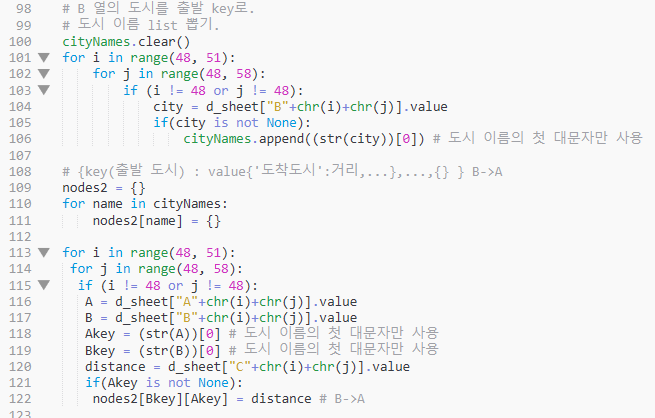 98 # B 열의 도시를 출발 key로.
99 # 도시 이름 list 뽑기.
100 cityNames.clear()
101 for i in range(48, 51):
102 for j in range(48, 58):
103 if (i != 48 or j != 48):
104 city = d_sheet["B"+chr(i)+chr(j)].value
105 if(city is not None):
106 cityNames.append((str(city))[0]) # 도시 이름의 첫 대문자만 사용
107
108 # {key(출발 도시) : value{'도착도시':거리,...},...,{} } B->A
109 nodes2 = {}
110 for name in cityNames:
111 nodes2[name] = {}
112
113 for i in range(48, 51):
114 for j in range(48, 58):
115 if (i != 48 or j != 48):
116 A = d_sheet["A"+chr(i)+chr(j)].value
117 B = d_sheet["B"+chr(i)+chr(j)].value
118 Akey = (str(A))[0] # 도시 이름의 첫 대문자만 사용
119 Bkey = (str(B))[0] # 도시 이름의 첫 대문자만 사용
120 distance = d_sheet["C"+chr(i)+chr(j)].value
121 if(Akey is not None):
122 nodes2[Bkey][Akey] = distance # B->A
123